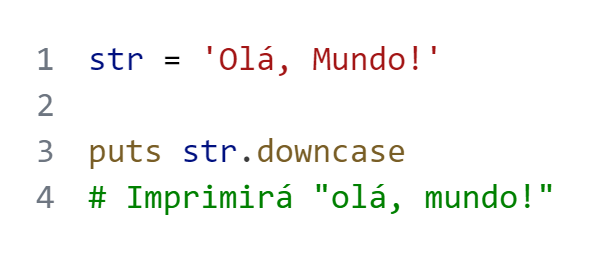 1 str = 'Olá, Mundo!'
2
3 puts str.downcase
4 # Imprimirá "olá, mundo!"